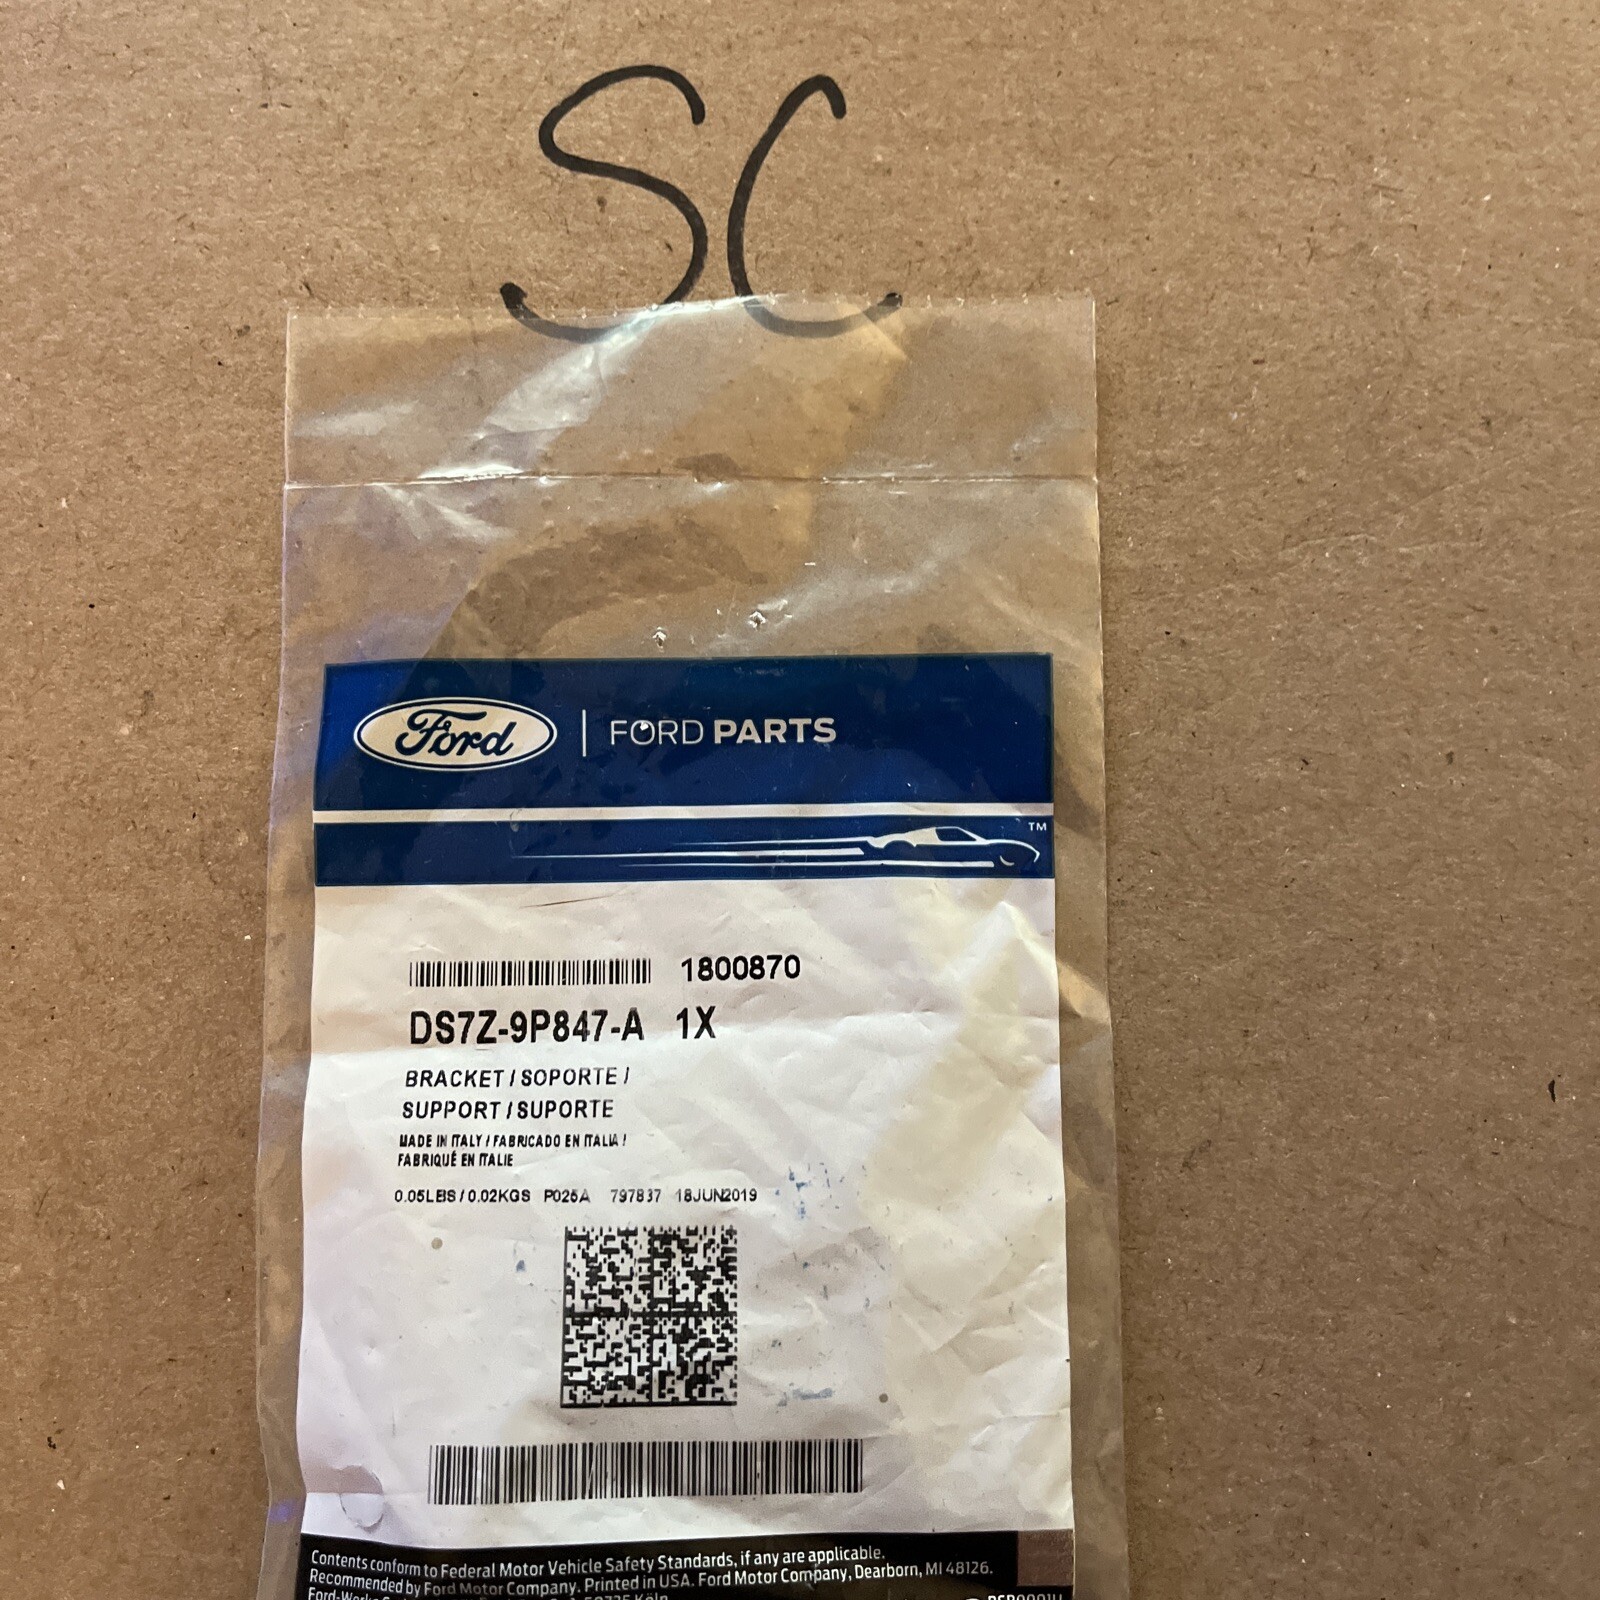 SC
Ford | FORD PARTS
TM
1800870
DS7Z-9P847-A 1X
BRACKET / SOPORTE /
SUPPORT / SUPORTE
MADE IN ITALY / FABRICADO EN ITALIA /
FABRIQUÉ EN ITALIE
0.05LBS / 0.02KGS P025A 797837 18JUN2019
Contents conform to Federal Motor Vehicle Safety Standards, if any are applicable.
Recommended by Ford Motor Company. Printed in USA. Ford Motor Company, Dearborn, MI 48126.
Köln